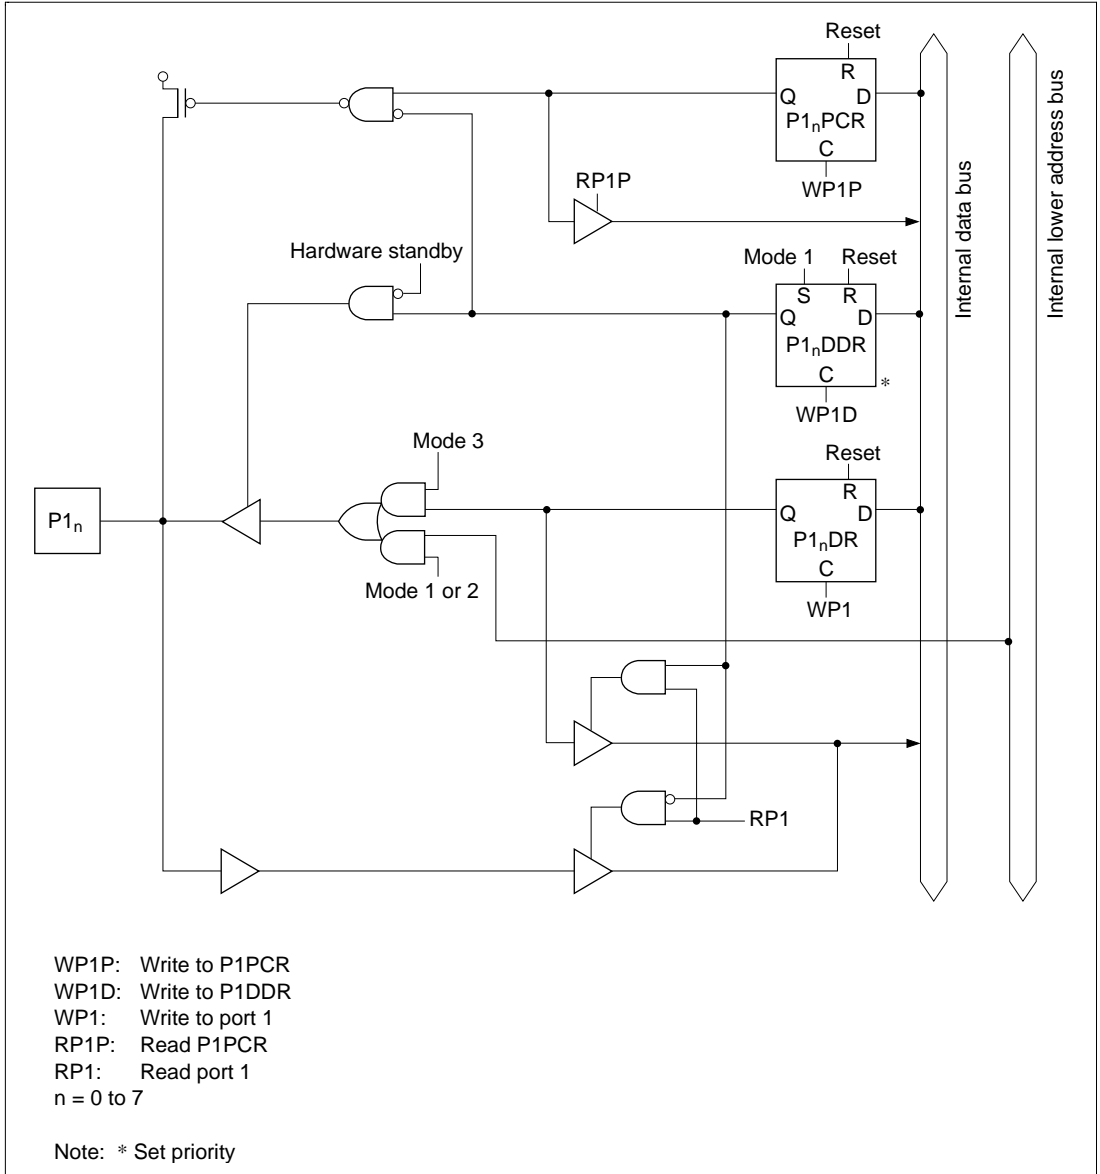 Reset
R
Q D
P1nPCR
C
WP1P
RP1P
Hardware standby
Mode 1 Reset
S R
Q D
P1nDDR
C
*
WP1D
Mode 3
Reset
R
Q D
P1nDR
C
WP1
P1n
Mode 1 or 2
RP1
Internal data bus
Internal lower address bus
WP1P: Write to P1PCR
WP1D: Write to P1DDR
WP1: Write to port 1
RP1P: Read P1PCR
RP1: Read port 1
n = 0 to 7
Note: * Set priority